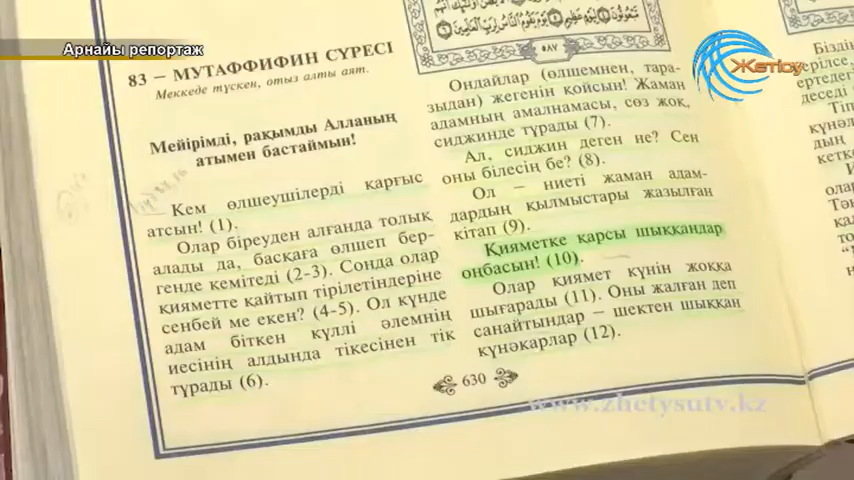 Арнайы репортаж
Жетісу
83 – МУТАФФИФИН СҮРЕСІ
Меккеде түскен, отыз алты аят.
Мейірімді, рақымды Алланың
атымен бастаймын!
Кем өлшеушілерді қарғыс
атсын! (1).
Олар біреуден алғанда толық
алады да, басқаға өлшеп бер-
генде кемітеді (2-3). Сонда олар
қияметте қайтып тірілетіндеріне
сенбей ме екен? (4-5). Ол күнде
адам біткен күллі әлемнің
иесінің алдында тікесінен тік
тұрады (6).
٥٨٧
Ондайлар (өлшемнен, тара-
зыдан) жегенін қойсын! Жаман
адамның амалнамасы, сөз жоқ,
сиджинде тұрады (7).
Ал, сиджин деген не? Сен
оны білесің бе? (8).
Ол – ниеті жаман адам-
дардың қылмыстары жазылған
кітап (9).
Қияметке қарсы шыққандар
оңбасын! (10).
Олар қиямет күнін жоққа
шығарады (11). Оны жалған деп
санайтындар – шектен шыққан
күнәкарлар (12).
630
www.zhetysutv.kz